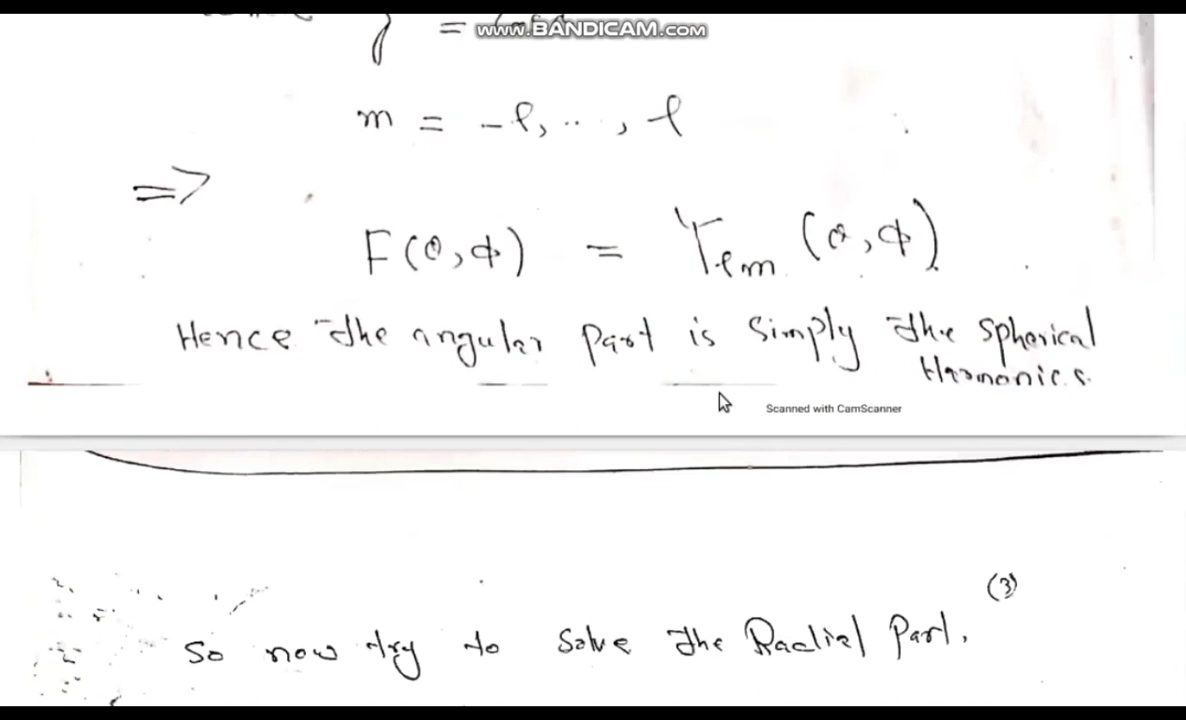 www.BANDICAM.com
m = -ℓ, .. , ℓ
=>
F(θ,φ) = Yℓm (θ,φ)
Hence the angular part is simply the spherical
Harmonics.
Scanned with CamScanner
(3)
So now try to solve the Radial Part.